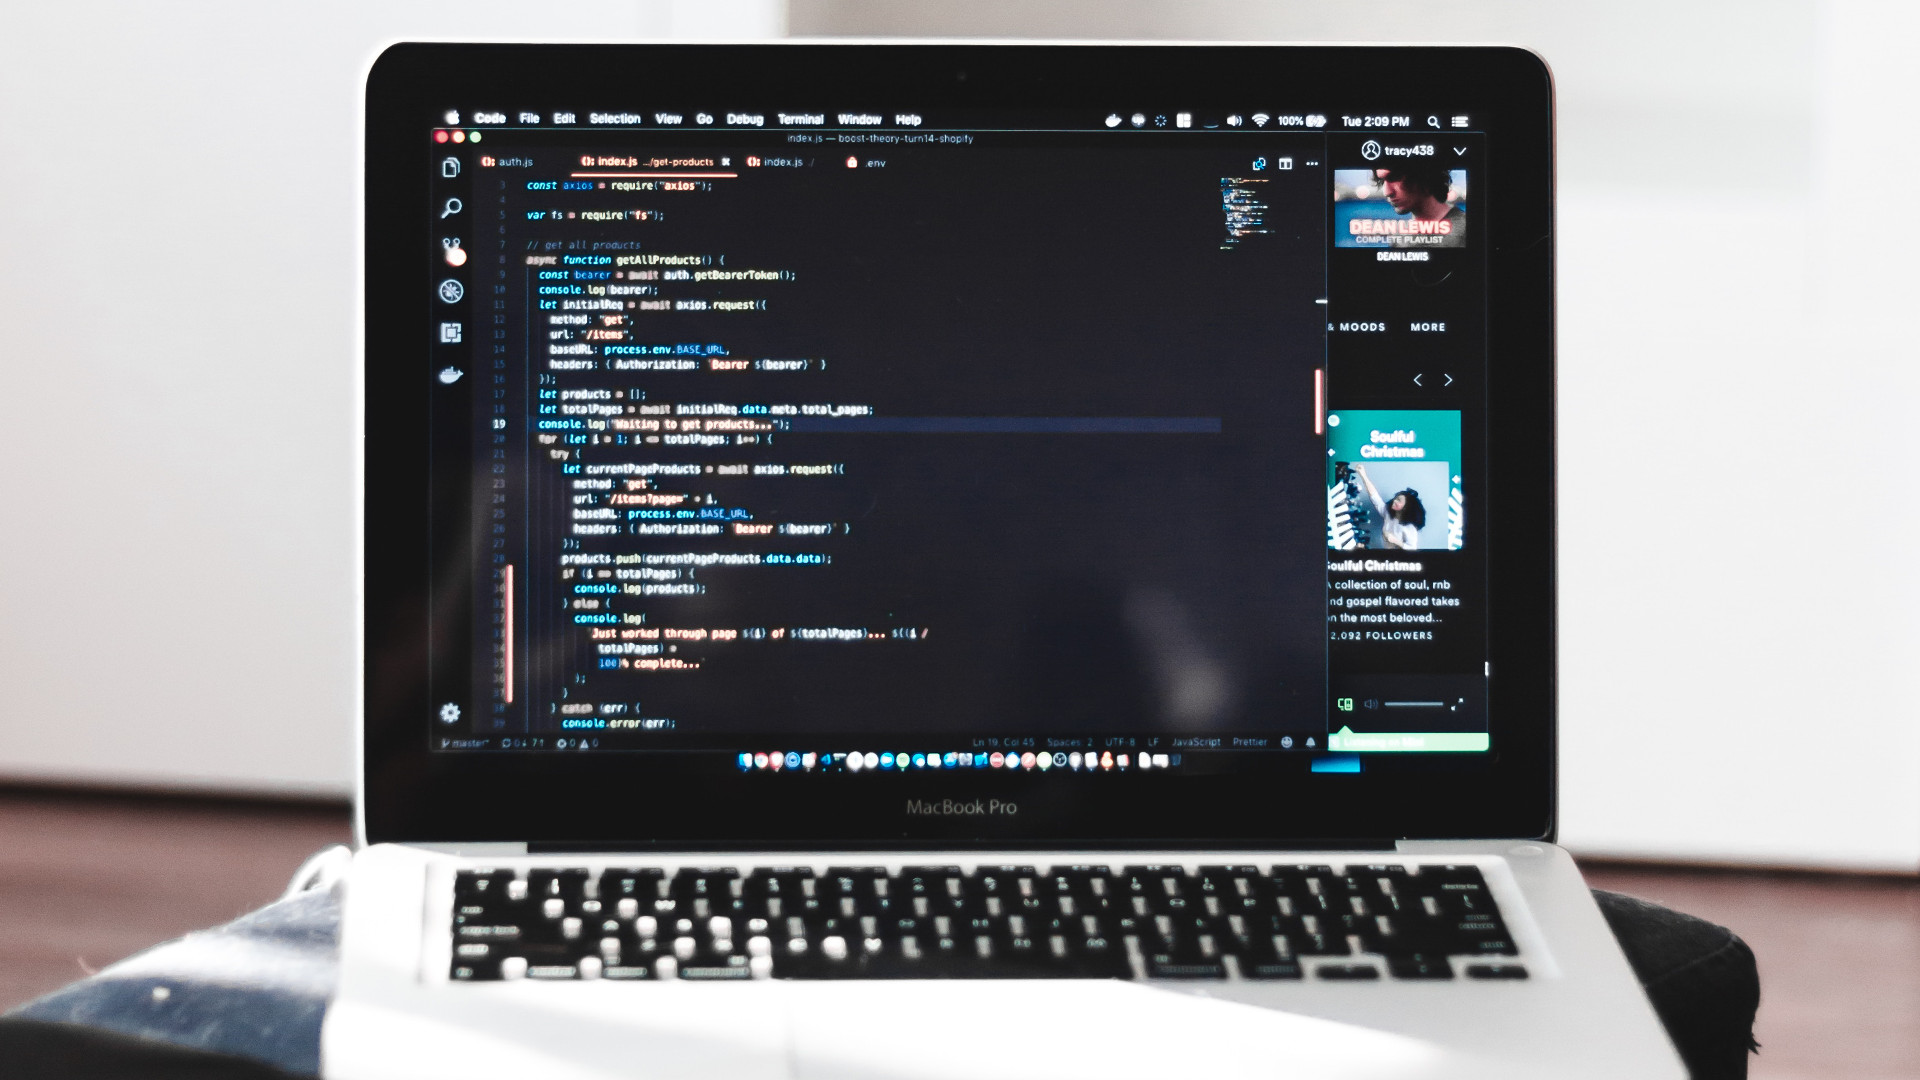 Code File Edit Selection View Go Debug Terminal Window Help 100% Tue 2:09 PM
index.js — boost-theory-turn14-shopify
auth.js index.js .../get-products index.js / .env
3 const axios = require("axios");
4
5 var fs = require("fs");
6
7 // get all products
8 async function getAllProducts() {
9 const bearer = await auth.getBearerToken();
10 console.log(bearer);
11 let initialReq = await axios.request({
12 method: "get",
13 url: "/items",
14 baseURL: process.env.BASE_URL,
15 headers: { Authorization: `Bearer ${bearer}` }
16 });
17 let products = [];
18 let totalPages = await initialReq.data.meta.total_pages;
19 console.log("Waiting to get products...");
20 for (let i = 1; i <= totalPages; i++) {
21 try {
22 let currentPageProducts = await axios.request({
23 method: "get",
24 url: "/items?page=" + i,
25 baseURL: process.env.BASE_URL,
26 headers: { Authorization: `Bearer ${bearer}` }
27 });
28 products.push(currentPageProducts.data.data);
29 if (i == totalPages) {
30 console.log(products);
31 } else {
32 console.log(
33 `Just worked through page ${i} of ${totalPages}... ${(i /
34 totalPages) *
35 100}% complete...`
36 );
37 }
38 } catch (err) {
39 console.error(err);
master* 0↓ 7↑ 0 0 Ln 19, Col 45 Spaces: 2 UTF-8 LF JavaScript Prettier
tracy438
DEAN LEWIS
COMPLETE PLAYLIST
DEAN LEWIS
& MOODS MORE
Soulful
Christmas
oulful Christmas
collection of soul, rnb
nd gospel flavored takes
n the most beloved...
2,092 FOLLOWERS
MacBook Pro